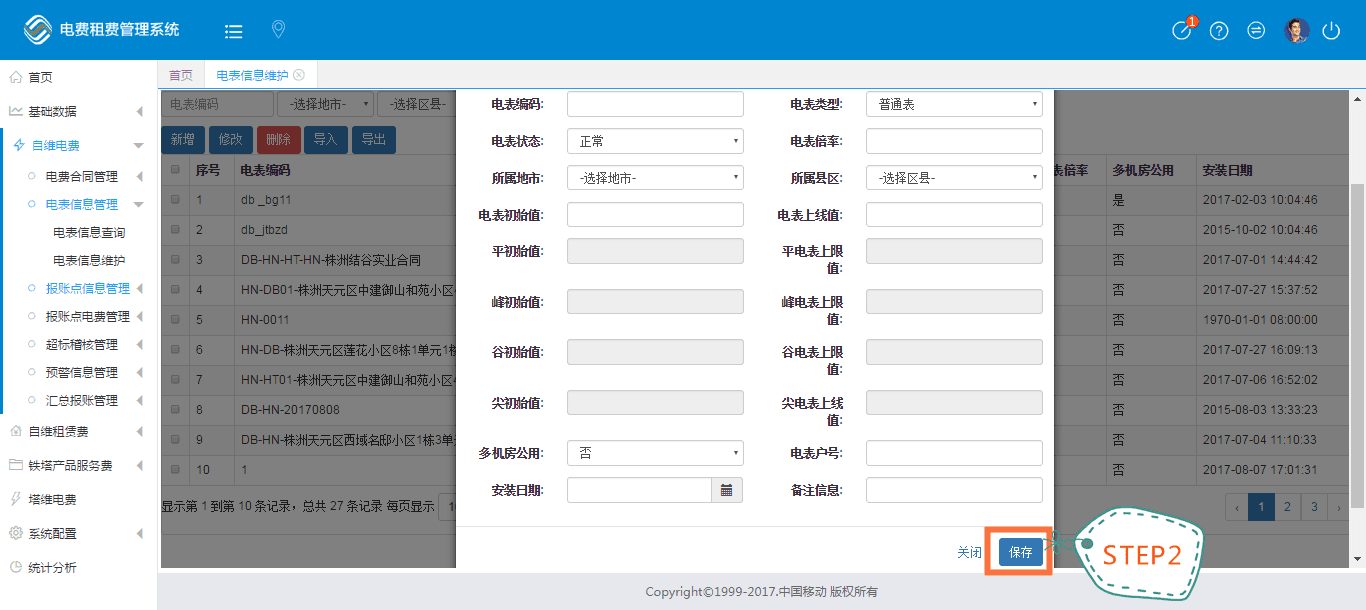 电费租费管理系统
1
首页
基础数据
自维电费
电费合同管理
电表信息管理
电表信息查询
电表信息维护
报账点信息管理
报账点电费管理
超标稽核管理
预警信息管理
汇总报账管理
自维租赁费
铁塔产品服务费
塔维电费
系统配置
统计分析
首页 电表信息维护
电表编码 -选择地市- -选择区县-
新增 修改 删除 导入 导出
序号 电表编码 表倍率 多机房公用 安装日期
1 db _bg11 是 2017-02-03 10:04:46
2 db_jtbzd 否 2015-10-02 10:04:46
3 DB-HN-HT-HN-株洲结谷实业合同 否 2017-07-01 14:44:42
4 HN-DB01-株洲天元区中建御山和苑小区 否 2017-07-27 15:37:52
5 HN-0011 否 1970-01-01 08:00:00
6 HN-DB-株洲天元区莲花小区8栋1单元1栋 否 2017-07-27 16:09:13
7 HN-HT01-株洲天元区中建御山和苑小区 否 2017-07-06 16:52:02
8 DB-HN-20170808 否 2015-08-03 13:33:23
9 DB-HN-株洲天元区西域名邸小区1栋3单 否 2017-07-04 11:10:33
10 1 否 2017-08-07 17:01:31
显示第 1 到第 10 条记录，总共 27 条记录 每页显示 10
‹ 1 2 3 ›
电表编码: 电表类型: 普通表
电表状态: 正常 电表倍率:
所属地市: -选择地市- 所属县区: -选择区县-
电表初始值: 电表上线值:
平初始值: 平电表上限
值:
峰初始值: 峰电表上限
值:
谷初始值: 谷电表上限
值:
尖初始值: 尖电表上线
值:
多机房公用: 否 电表户号:
安装日期: 备注信息:
关闭 保存
STEP2
Copyright©1999-2017.中国移动 版权所有